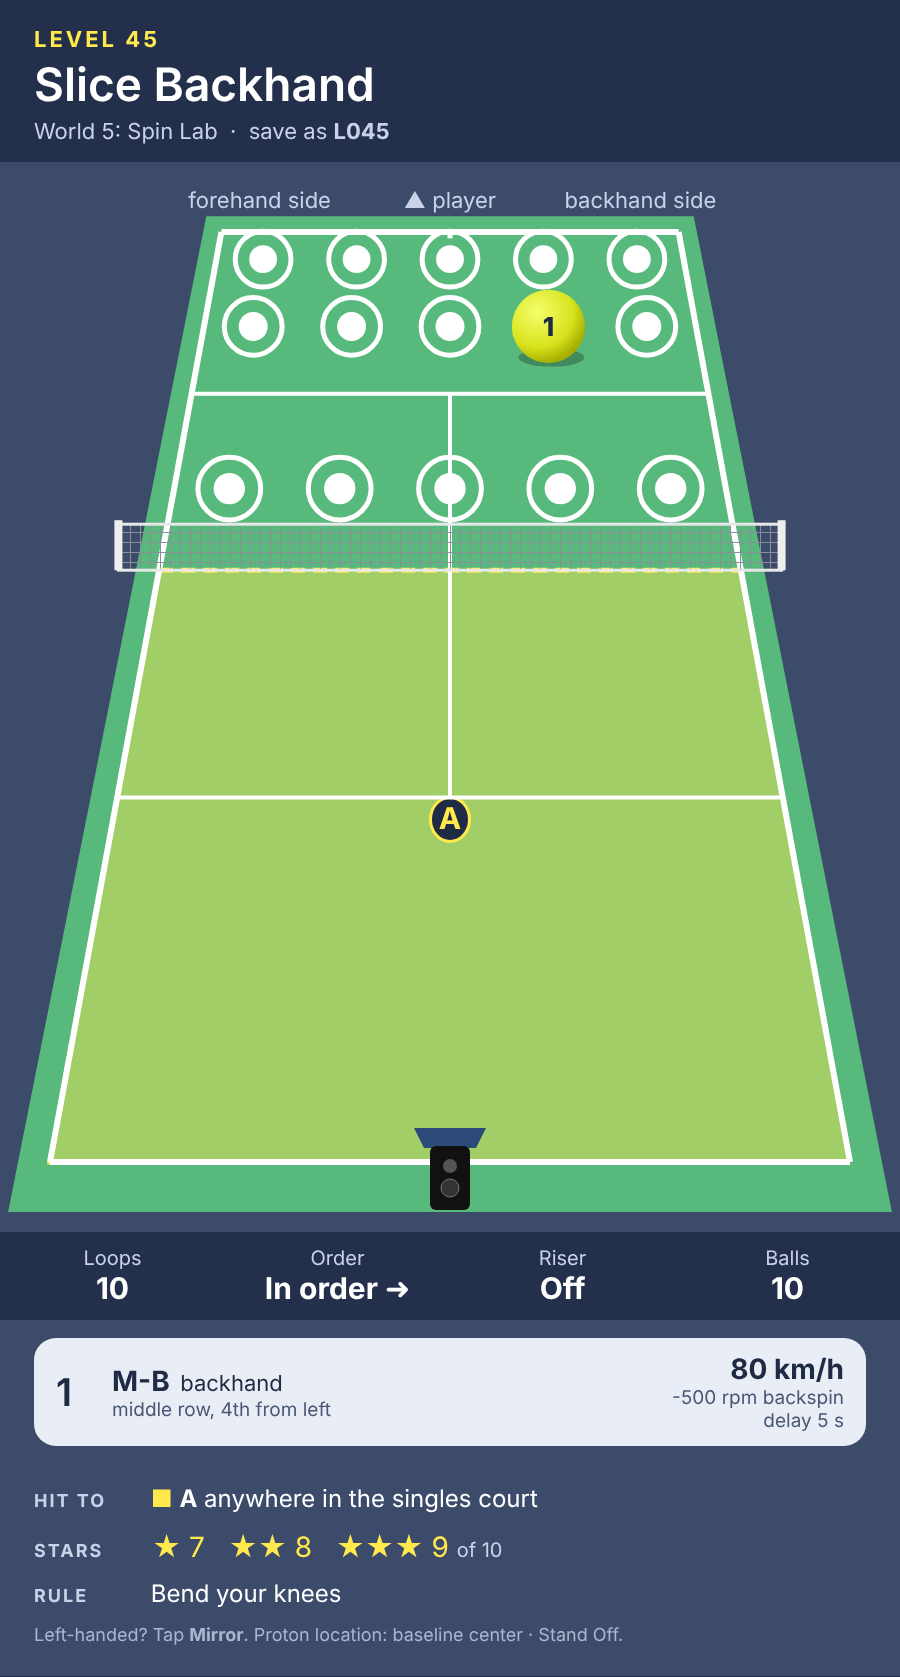 LEVEL 45
Slice Backhand
World 5: Spin Lab · save as L045
forehand side ▲ player backhand side
1
A
Loops Order Riser Balls
10 In order ➜ Off 10
1 M-B backhand 80 km/h
middle row, 4th from left -500 rpm backspin
delay 5 s
HIT TO ■ A anywhere in the singles court
STARS ★ 7 ★★ 8 ★★★ 9 of 10
RULE Bend your knees
Left-handed? Tap Mirror. Proton location: baseline center · Stand Off.